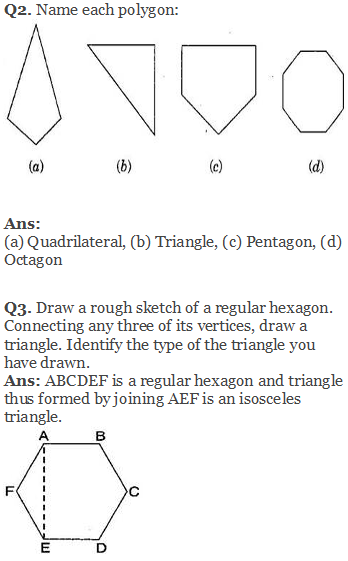 Q2. Name each polygon:
(a) (b) (c) (d)
Ans:
(a) Quadrilateral, (b) Triangle, (c) Pentagon, (d)
Octagon
Q3. Draw a rough sketch of a regular hexagon.
Connecting any three of its vertices, draw a
triangle. Identify the type of the triangle you
have drawn.
Ans: ABCDEF is a regular hexagon and triangle
thus formed by joining AEF is an isosceles
triangle.
A B
F C
E D